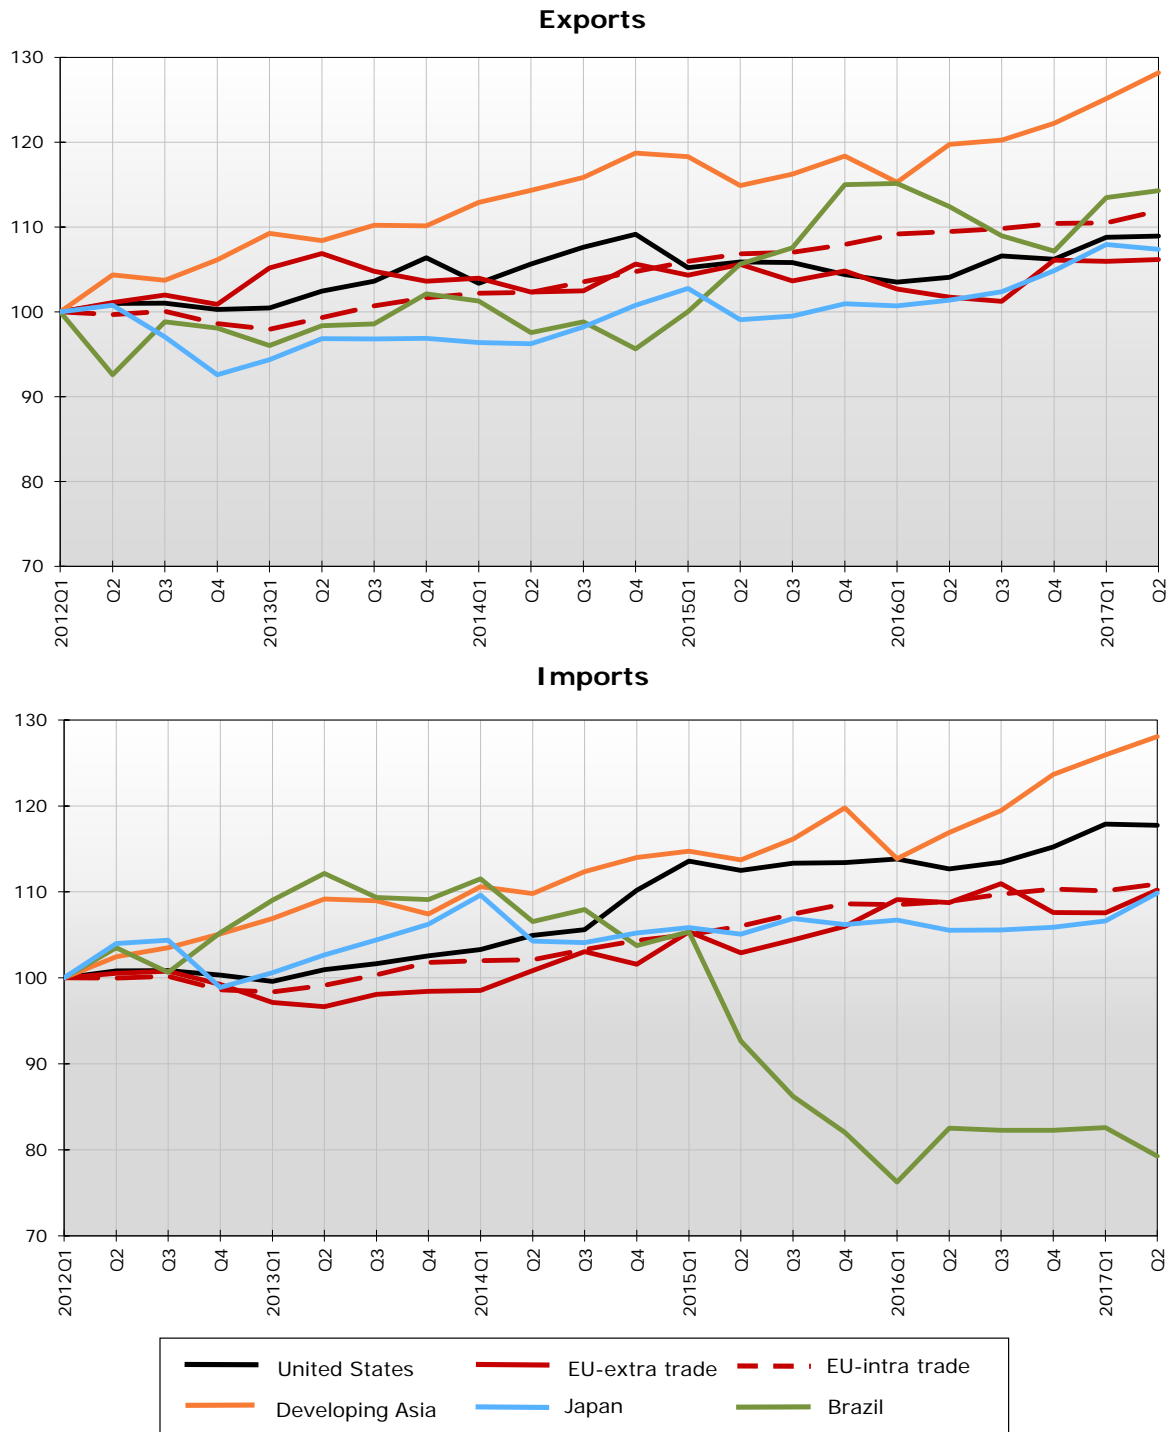 Exports
130
120
110
100
90
80
70
2012Q1
Q2
Q3
Q4
2013Q1
Q2
Q3
Q4
2014Q1
Q2
Q3
Q4
2015Q1
Q2
Q3
Q4
2016Q1
Q2
Q3
Q4
2017Q1
Q2
Imports
130
120
110
100
90
80
70
2012Q1
Q2
Q3
Q4
2013Q1
Q2
Q3
Q4
2014Q1
Q2
Q3
Q4
2015Q1
Q2
Q3
Q4
2016Q1
Q2
Q3
Q4
2017Q1
Q2
United States EU-extra trade EU-intra trade
Developing Asia Japan Brazil